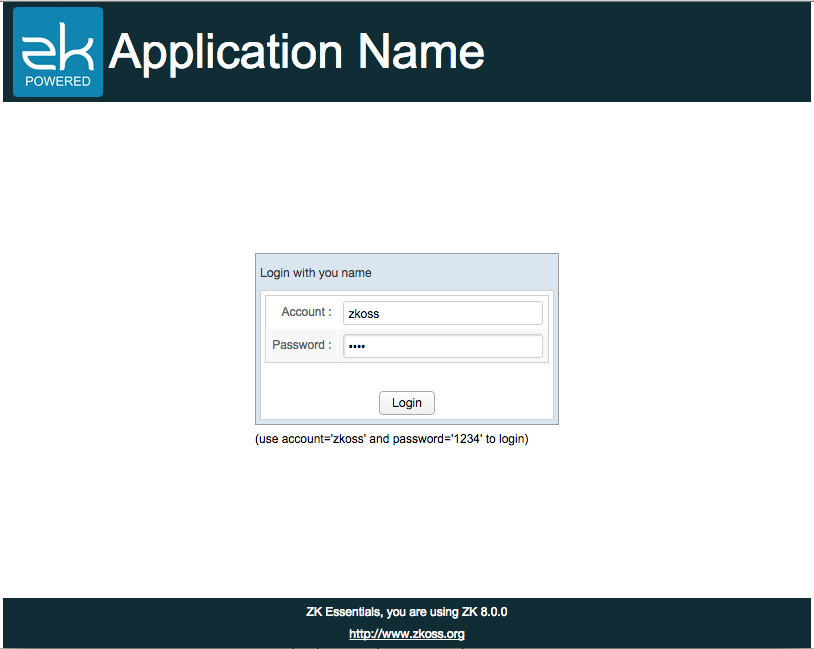 zk
POWERED
Application Name
Login with you name
Account :
zkoss
Password :
••••
Login
(use account='zkoss' and password='1234' to login)
ZK Essentials, you are using ZK 8.0.0
http://www.zkoss.org